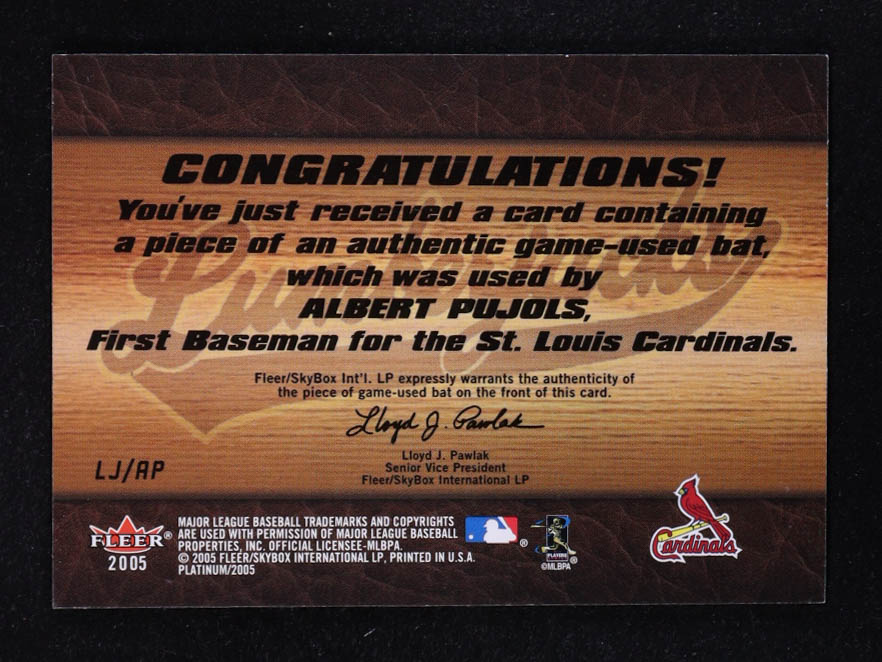 CONGRATULATIONS!
You've just received a card containing
a piece of an authentic game-used bat,
which was used by
ALBERT PUJOLS,
First Baseman for the St. Louis Cardinals.
Fleer/SkyBox Int'l. LP expressly warrants the authenticity of
the piece of game-used bat on the front of this card.
Lloyd J. Pawlak
Lloyd J. Pawlak
Senior Vice President
Fleer/SkyBox International LP
LJ/AP
FLEER®
2005
MAJOR LEAGUE BASEBALL TRADEMARKS AND COPYRIGHTS
ARE USED WITH PERMISSION OF MAJOR LEAGUE BASEBALL
PROPERTIES, INC. OFFICIAL LICENSEE-MLBPA.
© 2005 FLEER/SKYBOX INTERNATIONAL LP, PRINTED IN U.S.A.
PLATINUM/2005
®
PLAYERS
®
©MLBPA
Cardinals